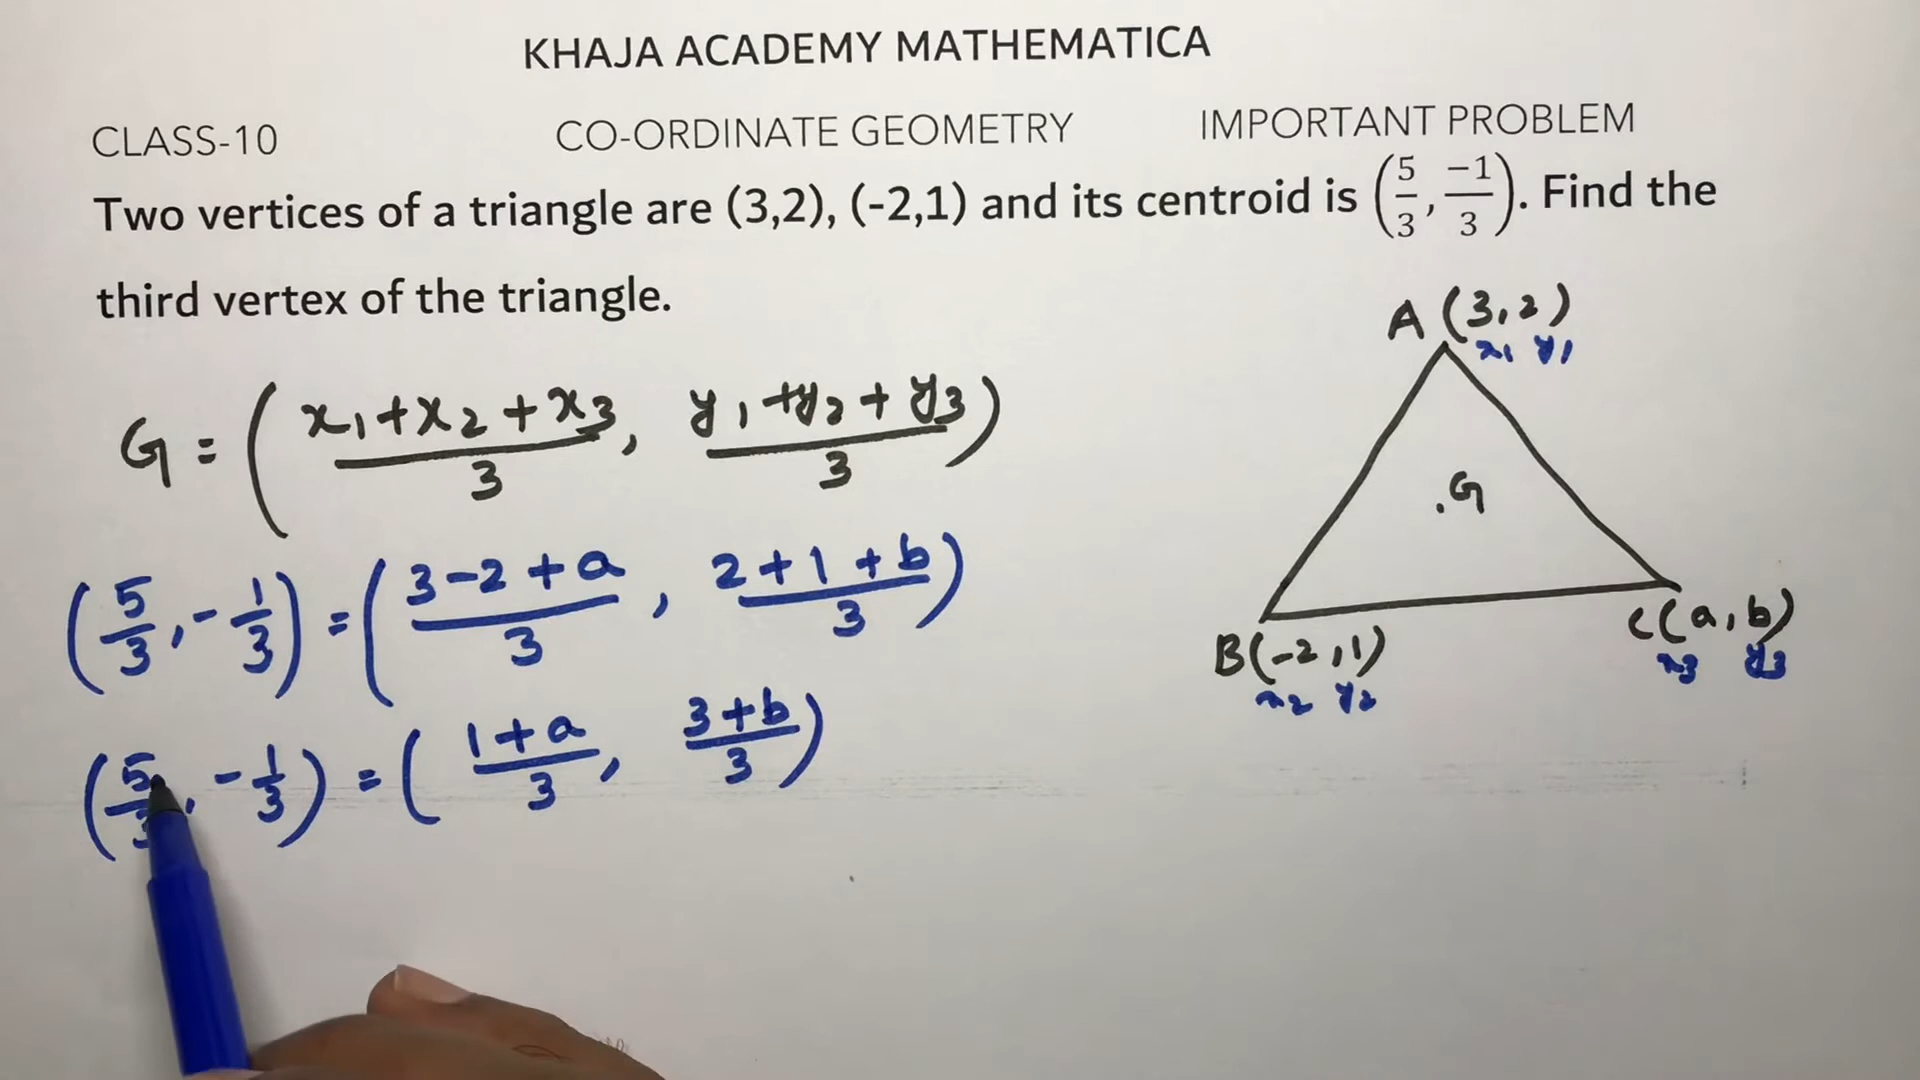 KHAJA ACADEMY MATHEMATICA
CLASS-10 CO-ORDINATE GEOMETRY IMPORTANT PROBLEM
Two vertices of a triangle are (3,2), (-2,1) and its centroid is (5/3, -1/3). Find the
third vertex of the triangle.
A (3,2)
x1 y1
G = ( x1+x2+x3/3, y1+y2+y3/3 )
.G
(5/3, -1/3) = ( 3-2+a/3, 2+1+b/3 )
B(-2,1) C(a,b)
x2 y2 x3 y3
(5/3, -1/3) = ( 1+a/3, 3+b/3 )